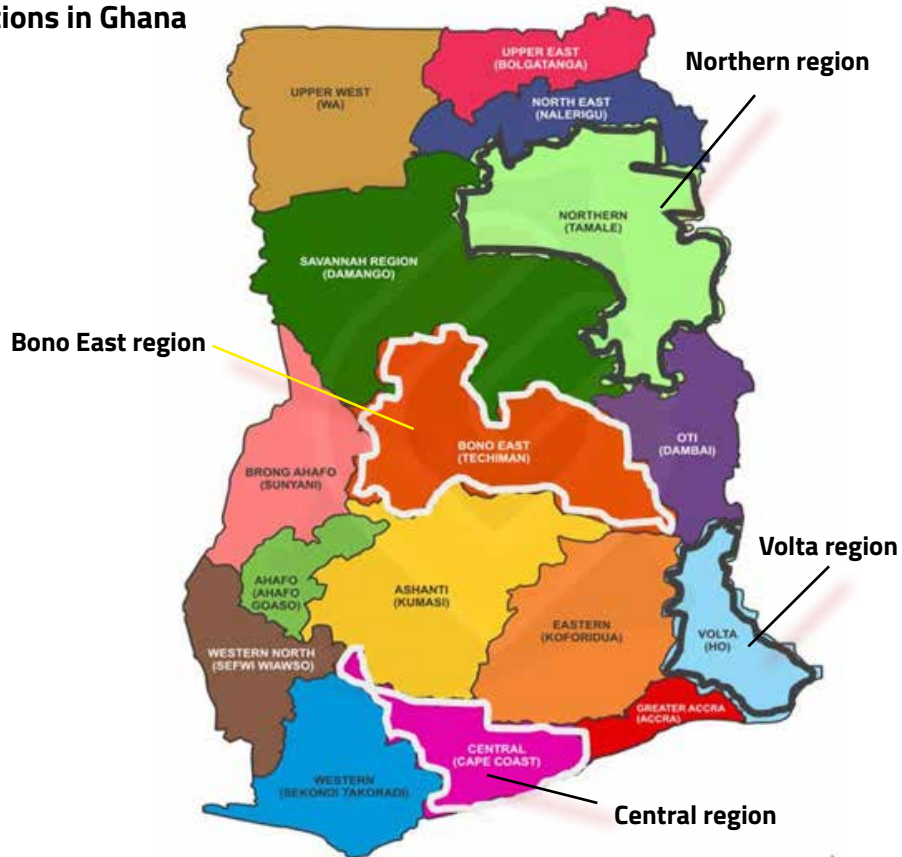 tions in Ghana
UPPER EAST
(BOLGATANGA)
Northern region
UPPER WEST
(WA)
NORTH EAST
(NALERIGU)
NORTHERN
(TAMALE)
SAVANNAH REGION
(DAMANGO)
Bono East region
BONO EAST
(TECHIMAN)
OTI
(DAMBAI)
BRONG AHAFO
(SUNYANI)
Volta region
AHAFO
(AHAFO
GOASO)
ASHANTI
(KUMASI)
EASTERN
(KOFORIDUA)
VOLTA
(HO)
WESTERN NORTH
(SEFWI WIAWSO)
GREATER ACCRA
(ACCRA)
CENTRAL
(CAPE COAST)
WESTERN
(SEKONDI TAKORADI)
Central region